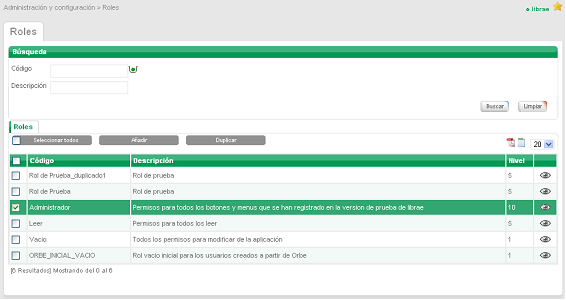 Administración y configuración > Roles
librae
Roles
Búsqueda
Código
Descripción
Buscar
Limpiar
Roles
Seleccionar todos
Añadir
Duplicar
20
Código Descripción Nivel
Rol de Prueba_duplicado1 Rol de prueba 5
Rol de Prueba Rol de prueba 5
Administrador Permisos para todos los botones y menus que se han registrado en la version de prueba de librae 10
Leer Permisos para todos los leer 5
Vacio Todos los permisos para modificar de la aplicación 1
ORBE_INICIAL_VACIO Rol vacio inicial para los usuarios creados a partir de Orbe 1
[6 Resultados] Mostrando del 0 al 6